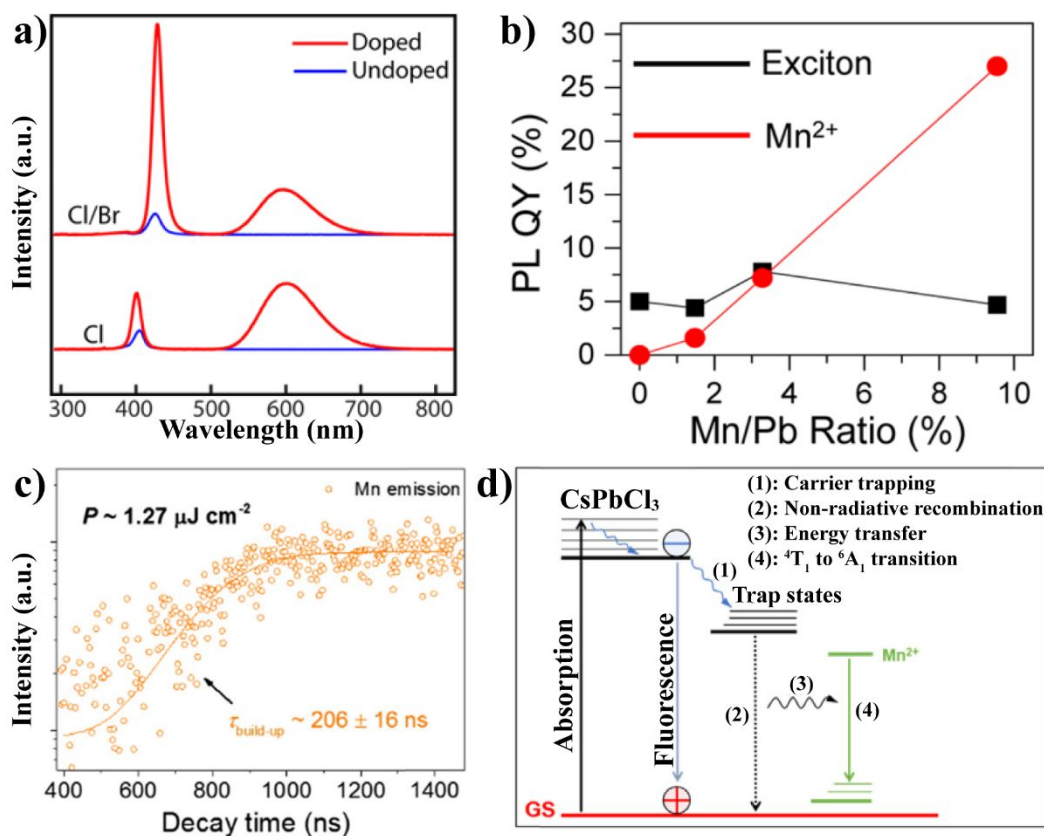 a)
Doped
Undoped
Cl/Br
Cl
Intensity (a.u.)
300 400 500 600 700 800
Wavelength (nm)
b)
Exciton
Mn²⁺
PL QY (%)
30
25
20
15
10
5
0
0 2 4 6 8 10
Mn/Pb Ratio (%)
c)
Mn emission
P ~ 1.27 μJ cm⁻²
τbuild-up ~ 206 ± 16 ns
Intensity (a.u.)
400 600 800 1000 1200 1400
Decay time (ns)
d)
CsPbCl₃
(1): Carrier trapping
(2): Non-radiative recombination
(3): Energy transfer
(4): ⁴T₁ to ⁶A₁ transition
(1)
Trap states
Mn²⁺
(3)
(2)
(4)
Absorption
Fluorescence
GS